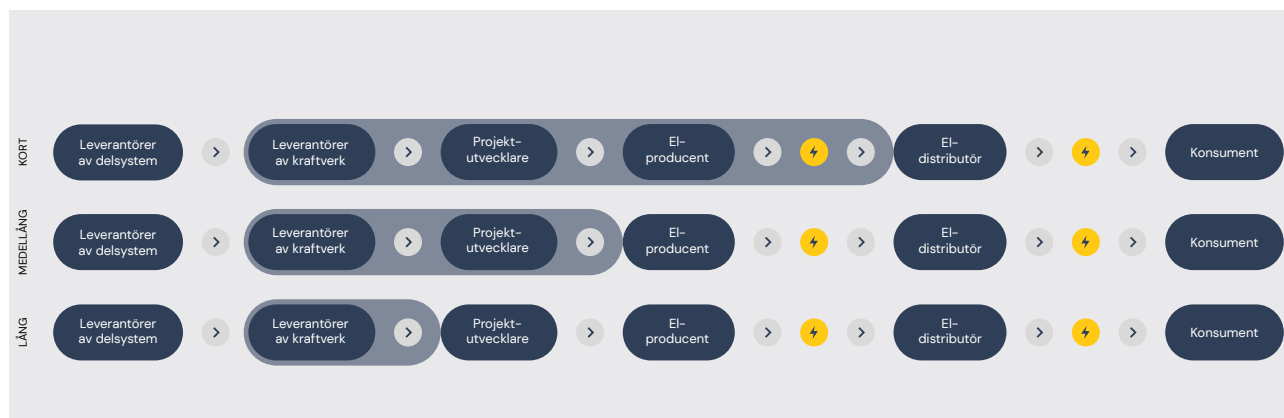 KORT
Leverantörer
av delsystem
Leverantörer
av kraftverk
Projekt-
utvecklare
El-
producent
El-
distributör
Konsument
MEDELLÅNG
Leverantörer
av delsystem
Leverantörer
av kraftverk
Projekt-
utvecklare
El-
producent
El-
distributör
Konsument
LÅNG
Leverantörer
av delsystem
Leverantörer
av kraftverk
Projekt-
utvecklare
El-
producent
El-
distributör
Konsument